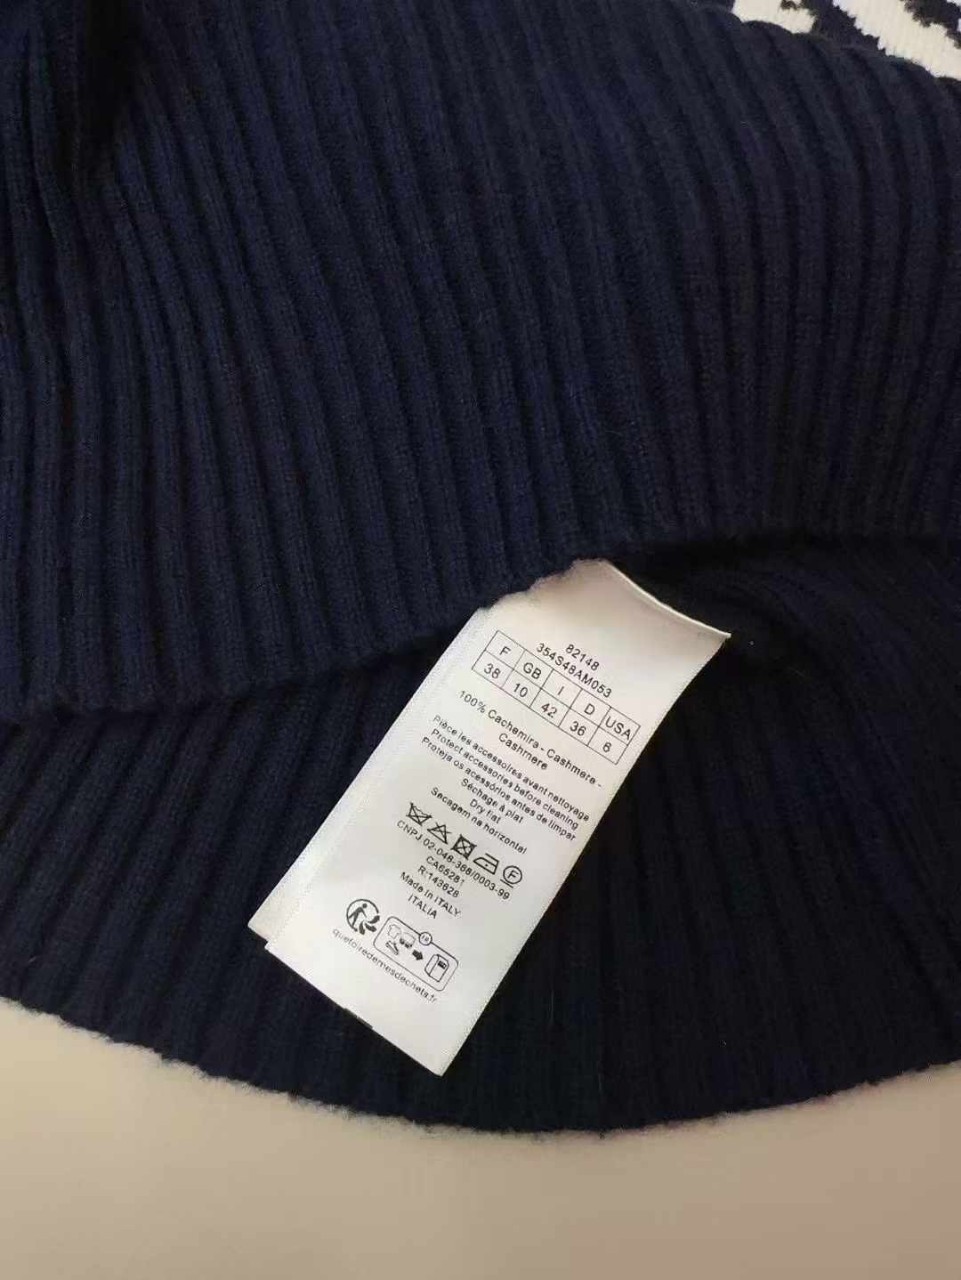 82148
354S48AM053
F GB I D USA
38 10 42 36 6
100% Cachemira - Cashmere -
Cashmere
Pièce les accessoires avant nettoyage
Protect accessories before cleaning
Proteja os acessórios antes de limpar
Séchage à plat
Dry flat
Secagem na horizontal
F
CNPJ 02-048-366/0003-99
CA65281
R:143628
Made in ITALY
ITALIA
quefairedemesdechets.fr